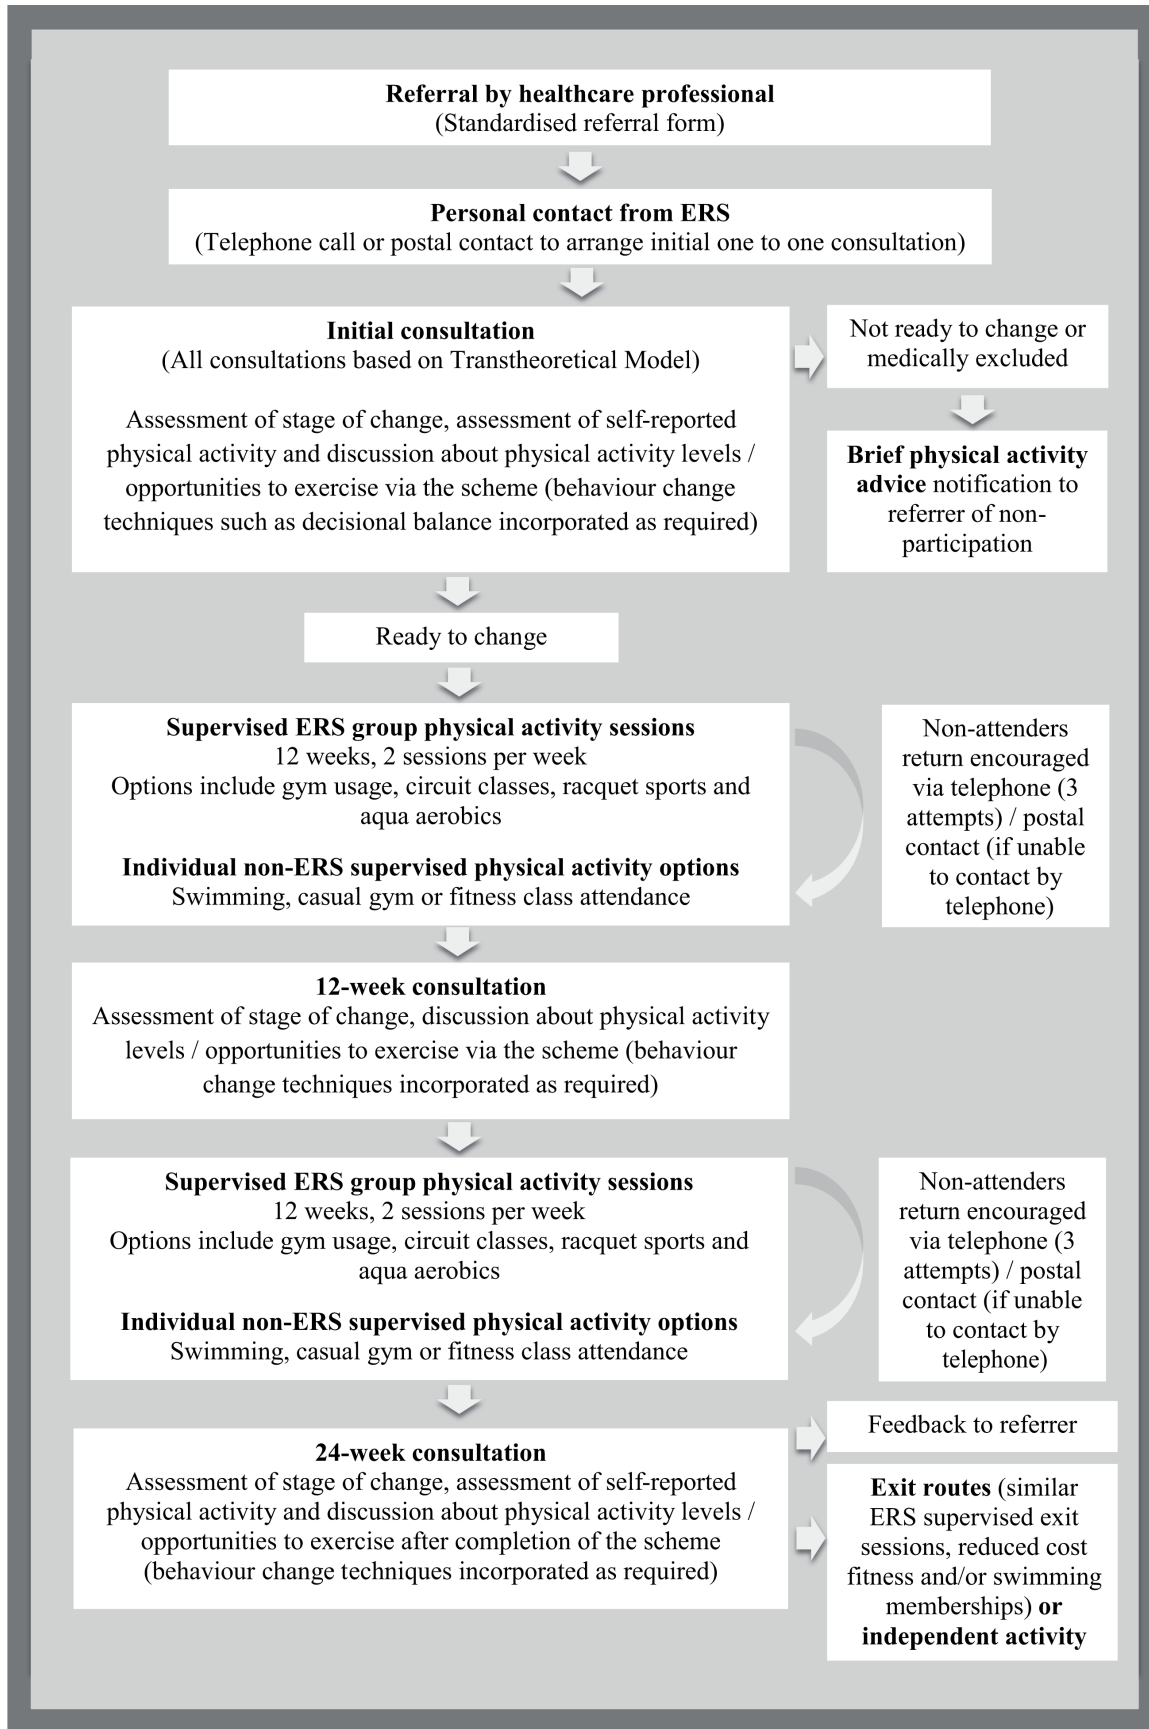 Referral by healthcare professional
(Standardised referral form)
Personal contact from ERS
(Telephone call or postal contact to arrange initial one to one consultation)
Initial consultation
(All consultations based on Transtheoretical Model)
Assessment of stage of change, assessment of self-reported
physical activity and discussion about physical activity levels /
opportunities to exercise via the scheme (behaviour change
techniques such as decisional balance incorporated as required)
Not ready to change or
medically excluded
Brief physical activity
advice notification to
referrer of non-
participation
Ready to change
Supervised ERS group physical activity sessions
12 weeks, 2 sessions per week
Options include gym usage, circuit classes, racquet sports and
aqua aerobics
Individual non-ERS supervised physical activity options
Swimming, casual gym or fitness class attendance
Non-attenders
return encouraged
via telephone (3
attempts) / postal
contact (if unable
to contact by
telephone)
12-week consultation
Assessment of stage of change, discussion about physical activity
levels / opportunities to exercise via the scheme (behaviour
change techniques incorporated as required)
Supervised ERS group physical activity sessions
12 weeks, 2 sessions per week
Options include gym usage, circuit classes, racquet sports and
aqua aerobics
Individual non-ERS supervised physical activity options
Swimming, casual gym or fitness class attendance
Non-attenders
return encouraged
via telephone (3
attempts) / postal
contact (if unable
to contact by
telephone)
24-week consultation
Assessment of stage of change, assessment of self-reported
physical activity and discussion about physical activity levels /
opportunities to exercise after completion of the scheme
(behaviour change techniques incorporated as required)
Feedback to referrer
Exit routes (similar
ERS supervised exit
sessions, reduced cost
fitness and/or swimming
memberships) or
independent activity